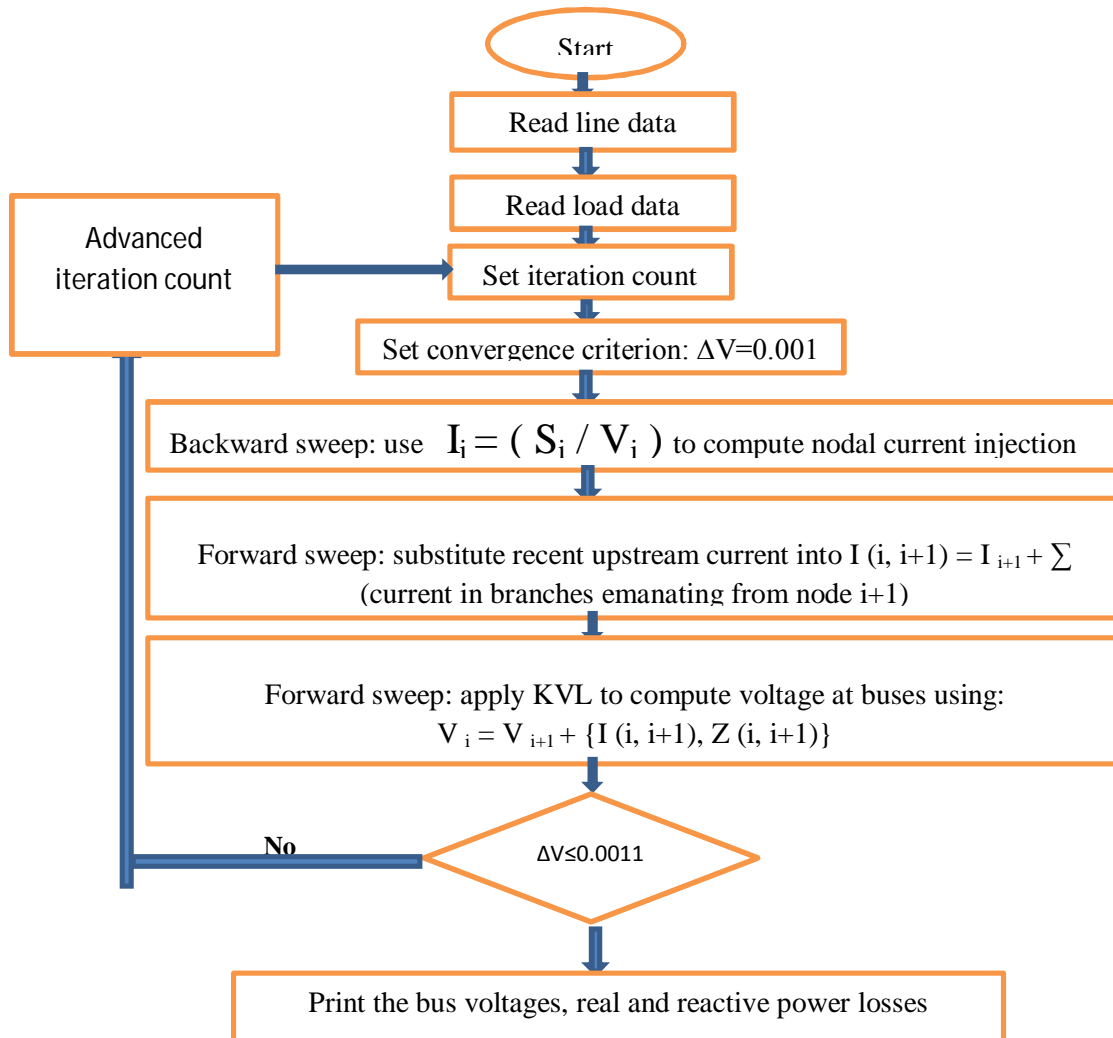 Start
Read line data
Read load data
Advanced
iteration count
Set iteration count
Set convergence criterion: ΔV=0.001
Backward sweep: use I_i = ( S_i / V_i ) to compute nodal current injection
Forward sweep: substitute recent upstream current into I (i, i+1) = I i+1 + ∑
(current in branches emanating from node i+1)
Forward sweep: apply KVL to compute voltage at buses using:
V i = V i+1 + {I (i, i+1), Z (i, i+1)}
No
ΔV≤0.0011
Print the bus voltages, real and reactive power losses